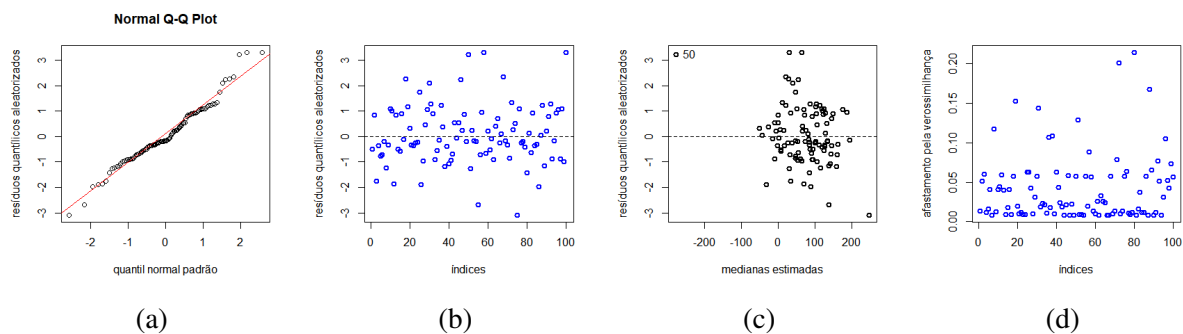 Normal Q-Q Plot
resíduos quantílicos aleatorizados
3
2
1
0
-1
-2
-3
-2 -1 0 1 2
quantil normal padrão
(a)
resíduos quantílicos aleatorizados
3
2
1
0
-1
-2
-3
0 20 40 60 80 100
índices
(b)
resíduos quantílicos aleatorizados
3
2
1
0
-1
-2
-3
50
-200 -100 0 100 200
medianas estimadas
(c)
afastamento pela verossimilhança
0.20
0.15
0.10
0.05
0.00
0 20 40 60 80 100
índices
(d)